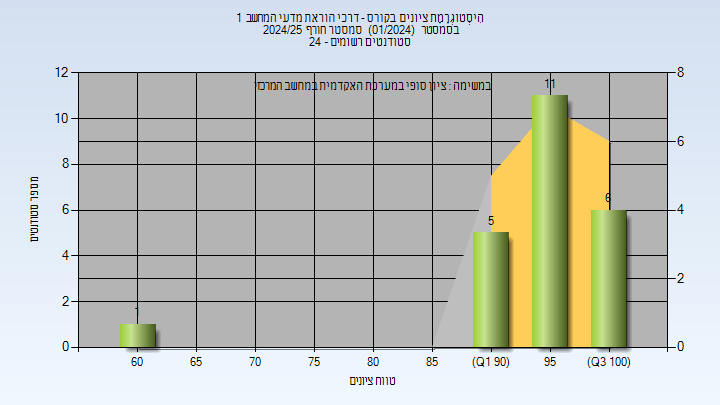 היסטוגרמת ציונים בקורס - דרכי הוראת מדעי המחשב 1
בסמסטר (01/2024) סמסטר חורף 2024/25
סטודנטים רשומים - 24
במשימה : ציון סופי במערכת האקדמית במחשב המרכזי
12
10
8
6
4
2
0
8
6
4
2
0
מספר סטודנטים
1
5
11
6
60
65
70
75
80
85
(Q1 90)
95
(Q3 100)
טווח ציונים